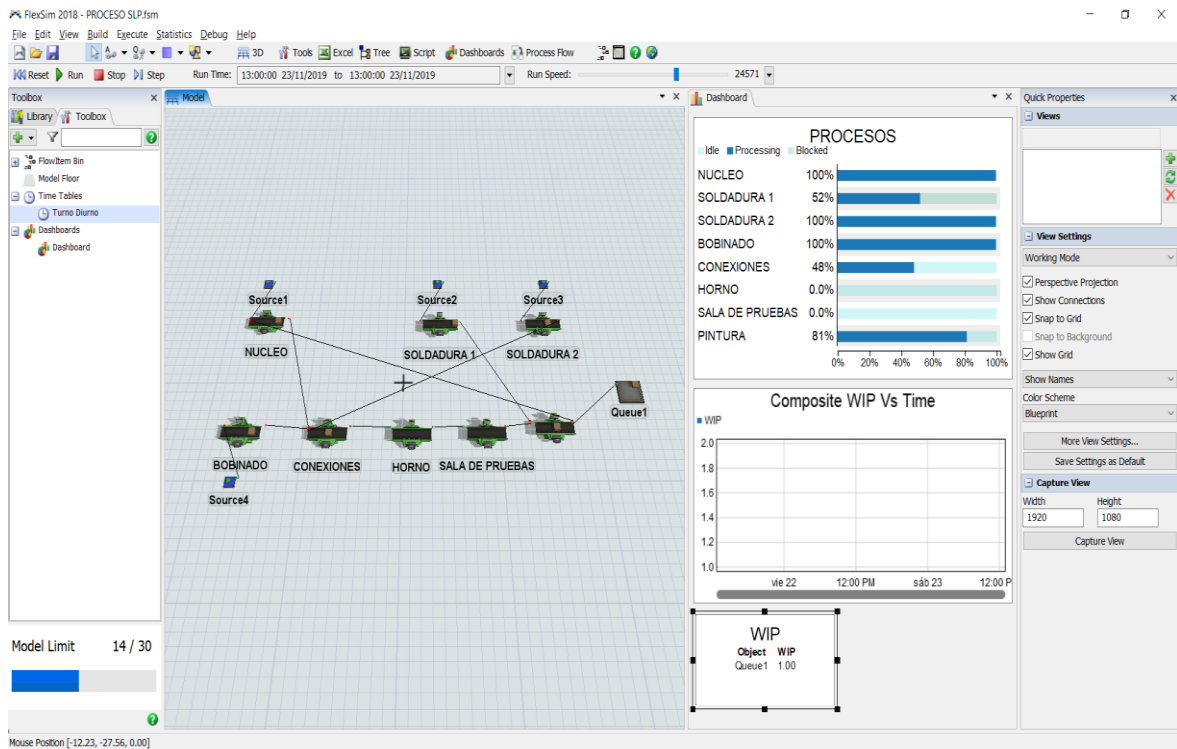 FlexSim 2018 - PROCESO SLP.fsm
File Edit View Build Execute Statistics Debug Help
3D Tools Excel Tree Script Dashboards Process Flow
Reset Run Stop Step Run Time: 13:00:00 23/11/2019 to 13:00:00 23/11/2019 Run Speed: 24571
Toolbox
Library Toolbox
FlowItem Bin
Model Floor
Time Tables
Turno Diurno
Dashboards
Dashboard
Model Limit 14 / 30
Model
Source1 Source2 Source3
NUCLEO SOLDADURA 1 SOLDADURA 2
Queue1
BOBINADO CONEXIONES HORNO SALA DE PRUEBAS
Source4
Dashboard
PROCESOS
Idle Processing Blocked
NUCLEO 100%
SOLDADURA 1 52%
SOLDADURA 2 100%
BOBINADO 100%
CONEXIONES 48%
HORNO 0.0%
SALA DE PRUEBAS 0.0%
PINTURA 81%
0% 20% 40% 60% 80% 100%
Composite WIP Vs Time
WIP
2.0
1.8
1.6
1.4
1.2
1.0
vie 22 12:00 PM sáb 23 12:00 P
WIP
Object WIP
Queue1 1.00
Quick Properties
Views
View Settings
Working Mode
Perspective Projection
Show Connections
Snap to Grid
Snap to Background
Show Grid
Show Names
Color Scheme
Blueprint
More View Settings...
Save Settings as Default
Capture View
Width Height
1920 1080
Capture View
Mouse Position [-12.23, -27.56, 0.00]